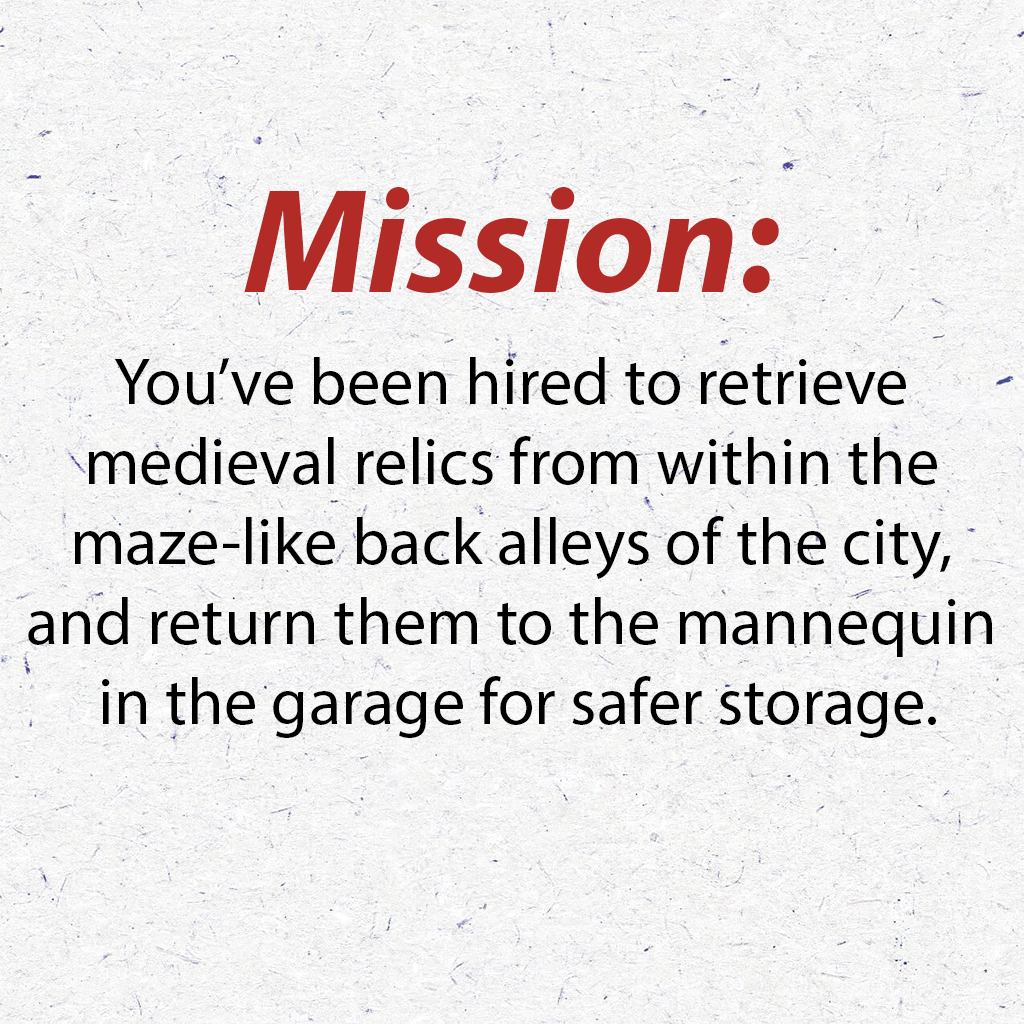 Mission:
You’ve been hired to retrieve
medieval relics from within the
maze-like back alleys of the city,
and return them to the mannequin
in the garage for safer storage.